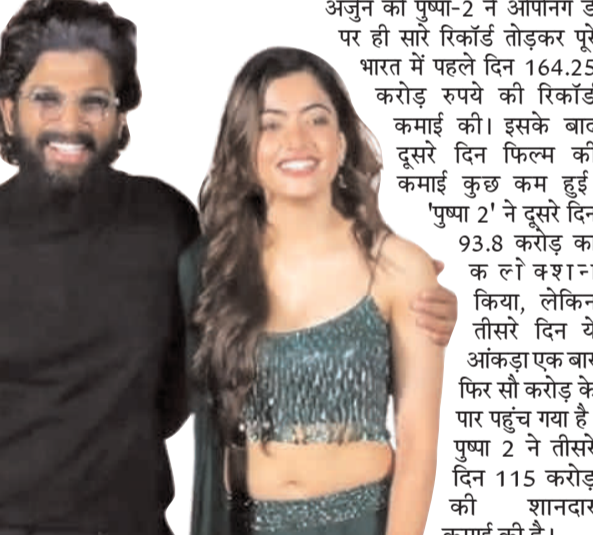 अर्जुन की पुष्पा-2 ने ओपनिंग डे
पर ही सारे रिकॉर्ड तोड़कर पूरे
भारत में पहले दिन 164.25
करोड़ रुपये की रिकॉर्ड
कमाई की। इसके बाद
दूसरे दिन फिल्म की
कमाई कुछ कम हुई
'पुष्पा 2' ने दूसरे दिन
93.8 करोड़ का
क लो क्शन
किया, लेकिन
तीसरे दिन ये
आंकड़ा एक बार
फिर सौ करोड़ के
पार पहुंच गया है
पुष्पा 2 ने तीसरे
दिन 115 करोड़
की शानदार
कमाई की है।